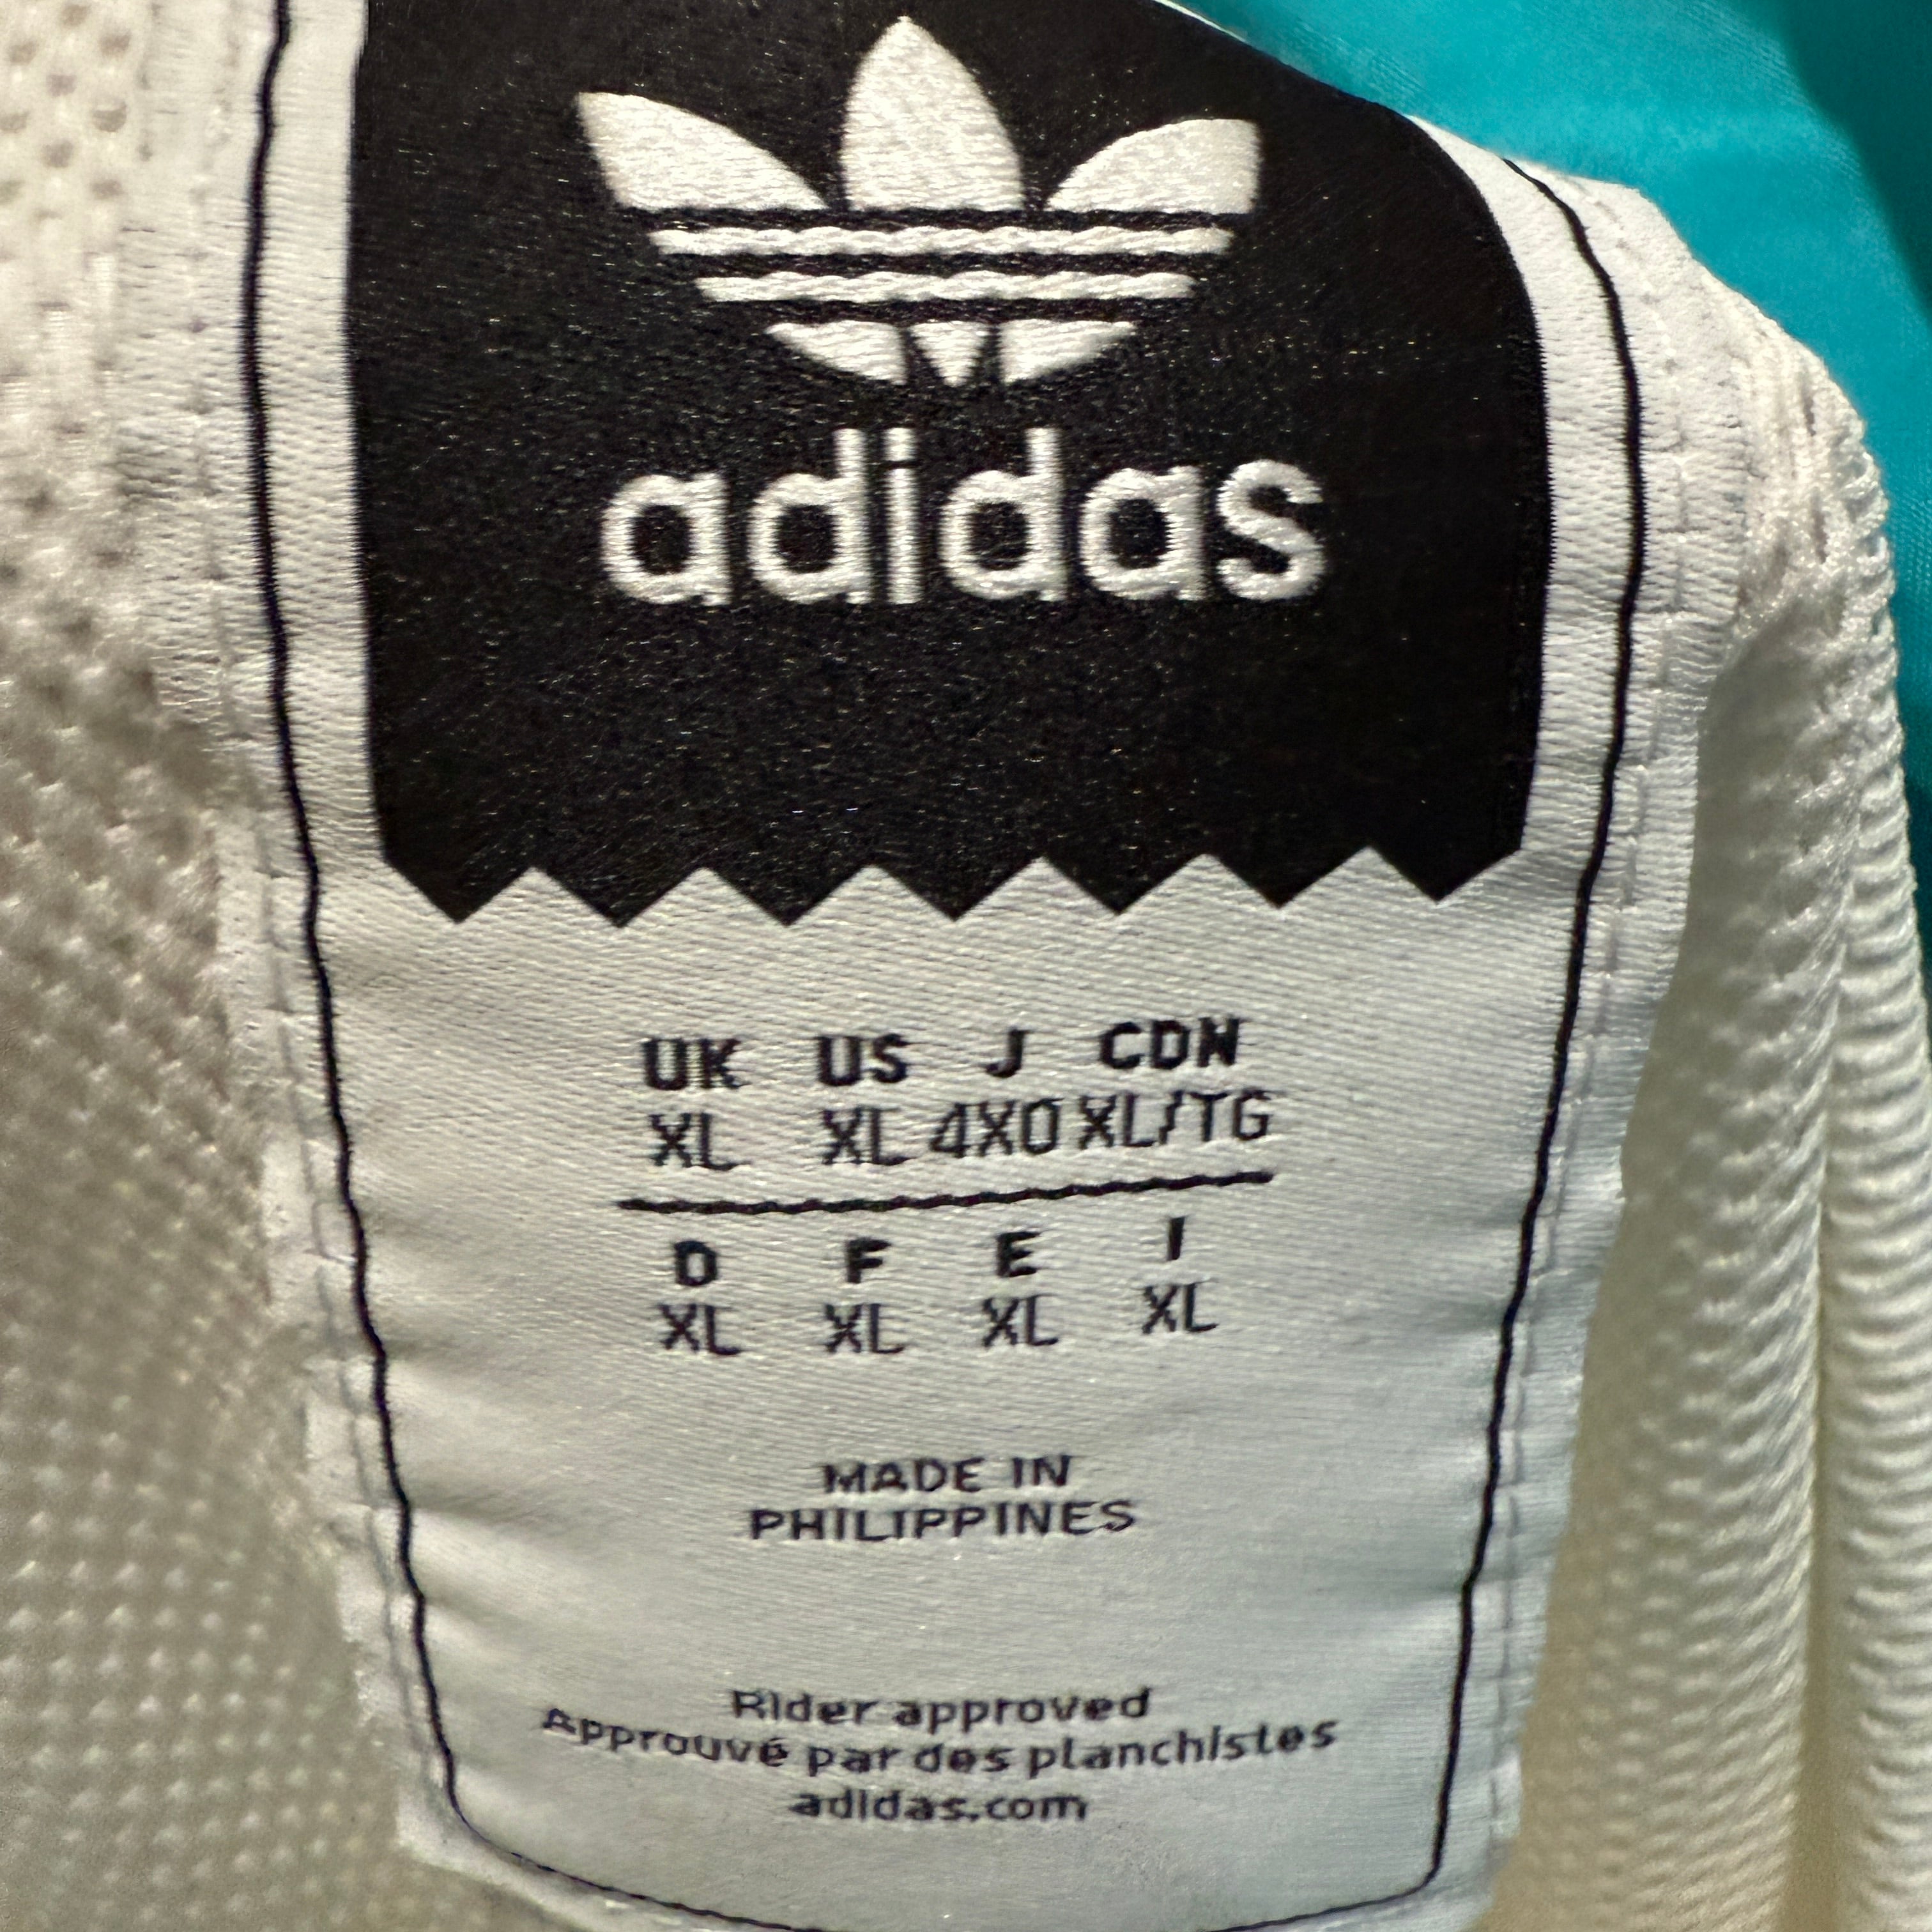 adidas
UK US J CDN
XL XL 4XO XL/TG
D F E I
XL XL XL XL
MADE IN
PHILIPPINES
Rider approved
Approuvé par des planchistes
adidas.com